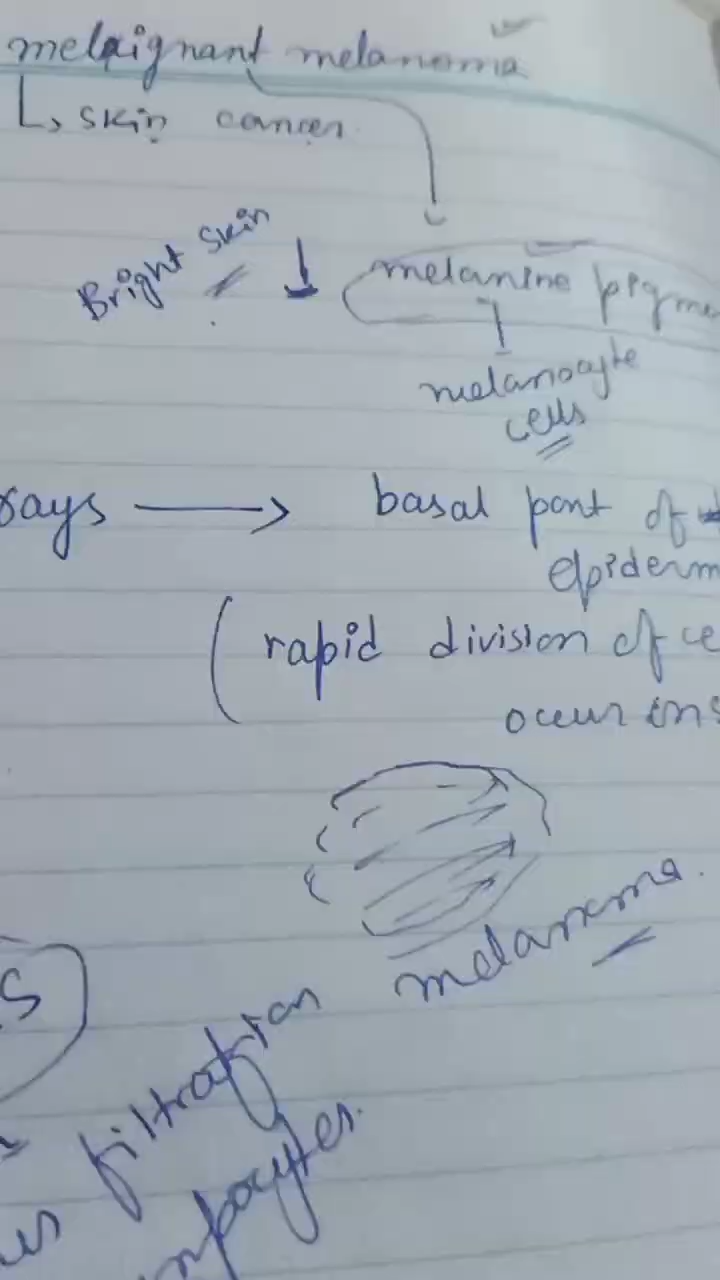 melaignant melanoma
↳ skin cancer
Bright skin ↓ melanine pigme
melanocyte
cells
rays → basal part of
epiderm
(rapid division of ce
occur in
melanoma.
S
filtration